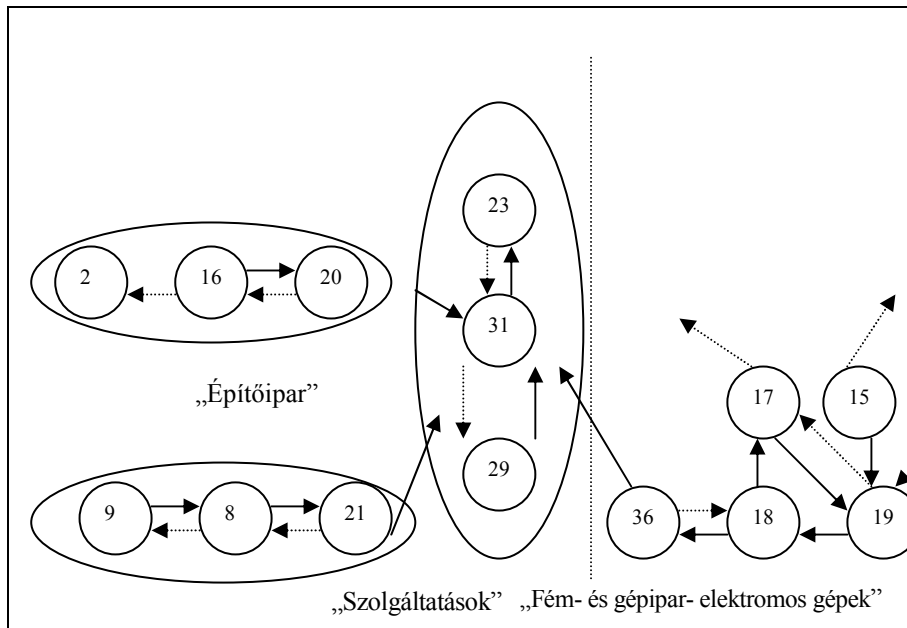 23
2 16 20
31
„Építőipar”
17 15
29
9 8 21
36 18 19
„Szolgáltatások” „Fém- és gépipar- elektromos gépek”